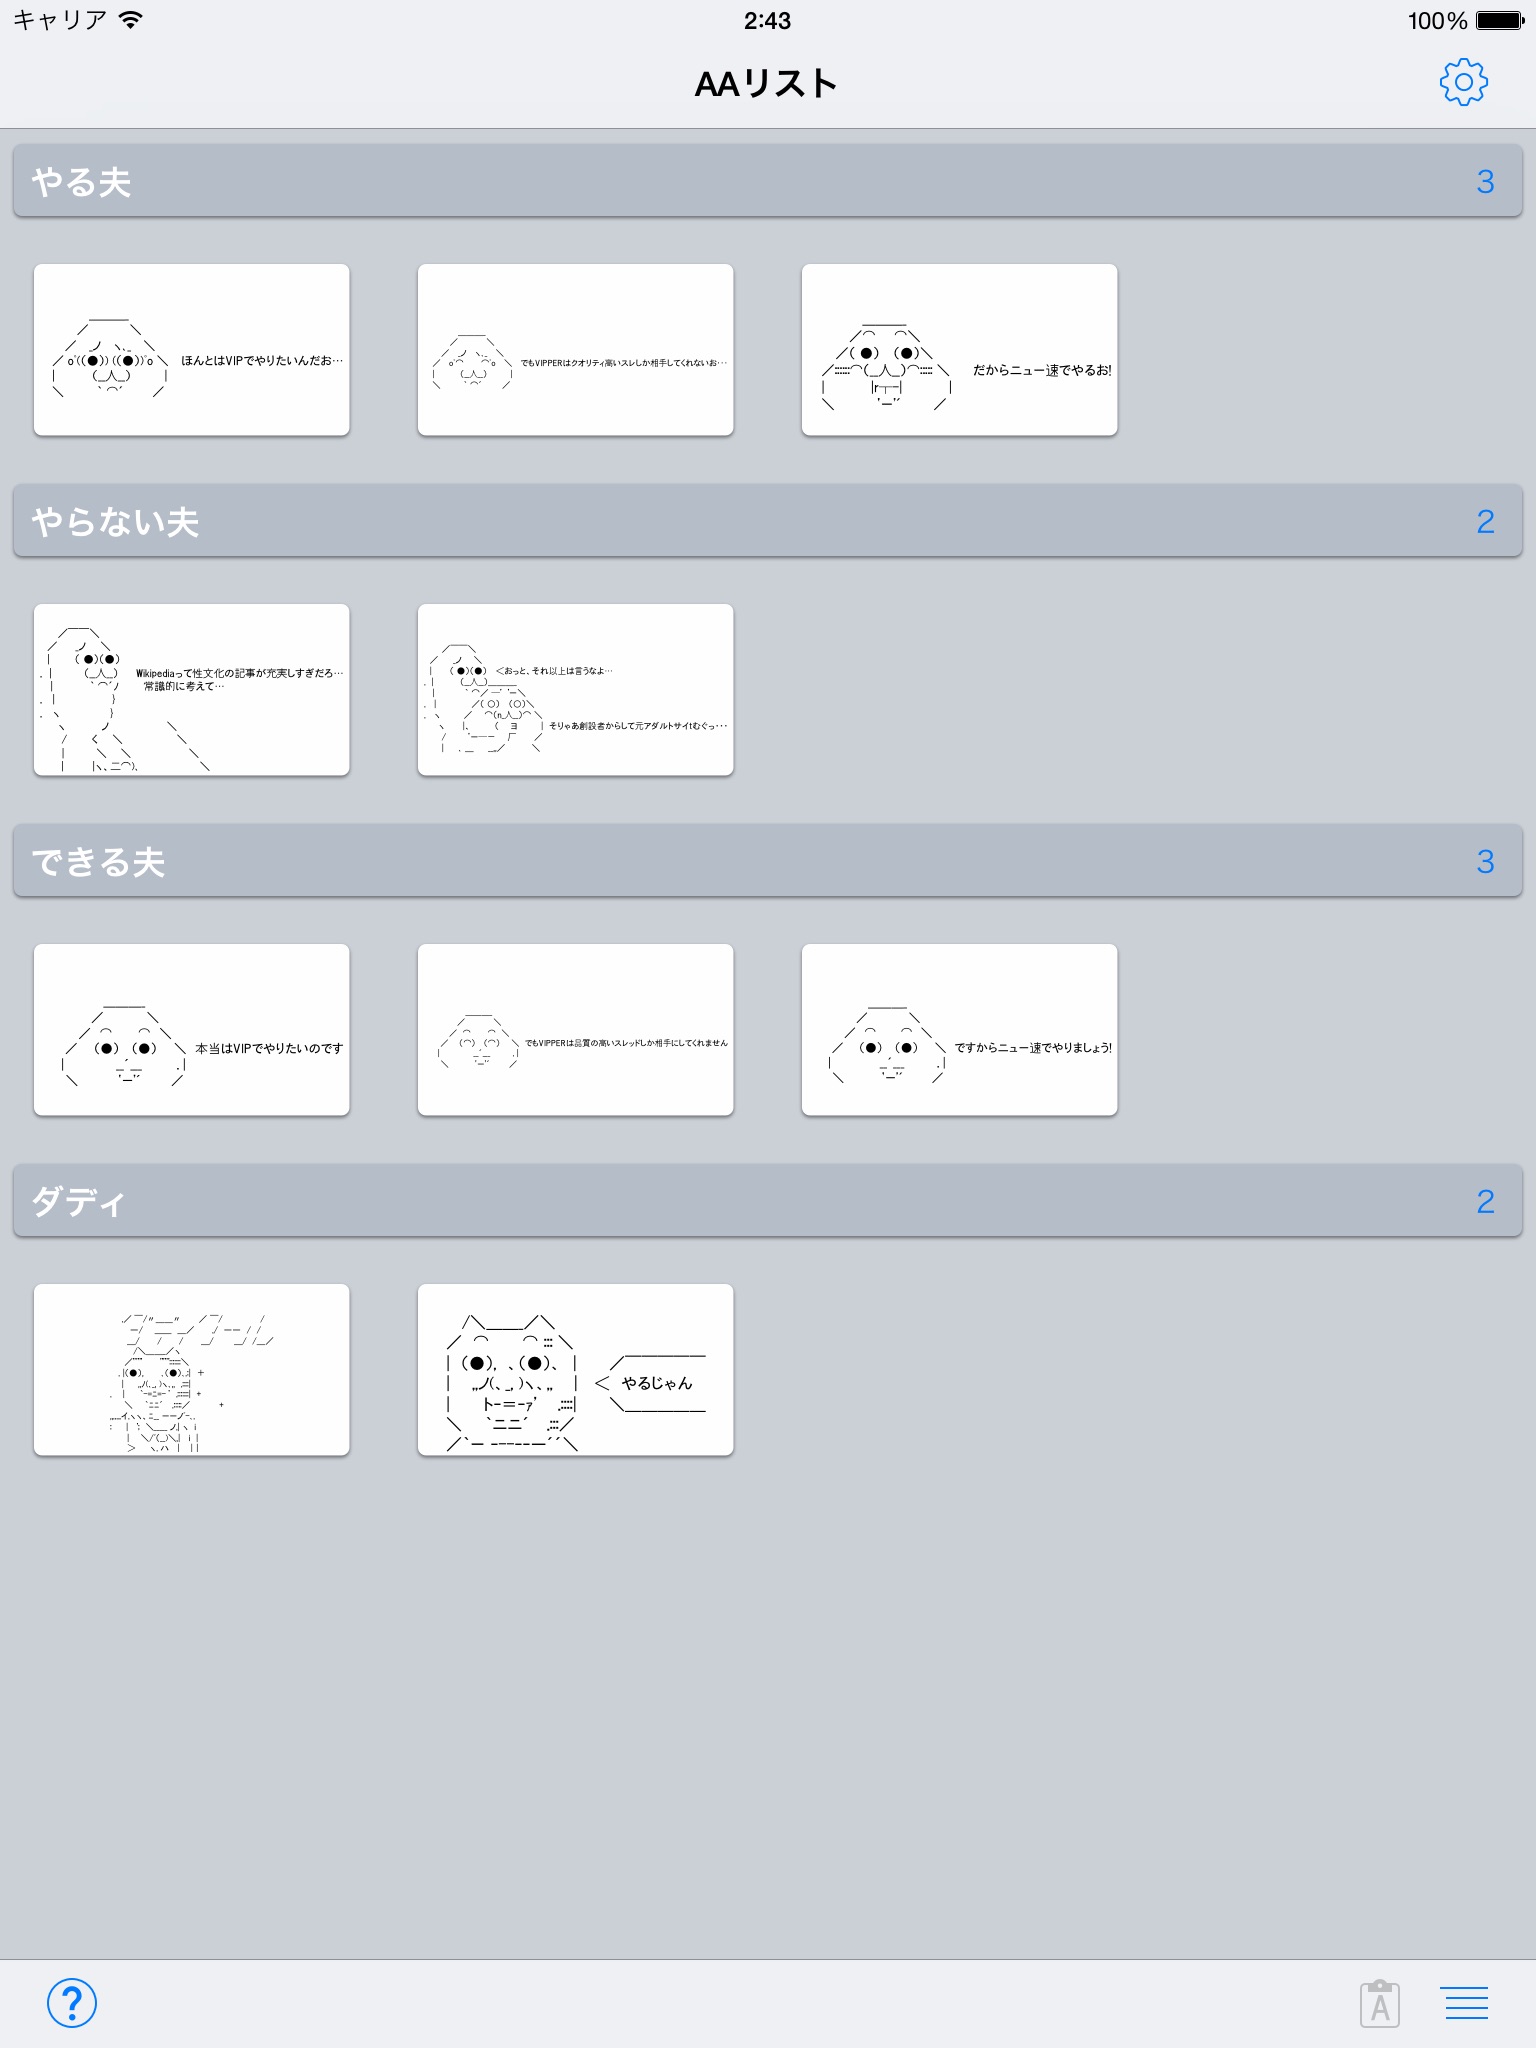 キャリア 2:43 100%
AAリスト
やる夫 3
ほんとはVIPでやりたいんだお…
でもVIPPERはクオリティ高いスレしか相手してくれないお…
だからニュー速でやるお!
やらない夫 2
Wikipediaって性文化の記事が充実しすぎだろ…
常識的に考えて…
<おっと、それ以上は言うなよ…
そりゃあ創設者からして元アダルトサイtむぐっ…
できる夫 3
本当はVIPでやりたいのです
でもVIPPERは品質の高いスレッドしか相手にしてくれません
ですからニュー速でやりましょう!
ダディ 2
< やるじゃん
?
A